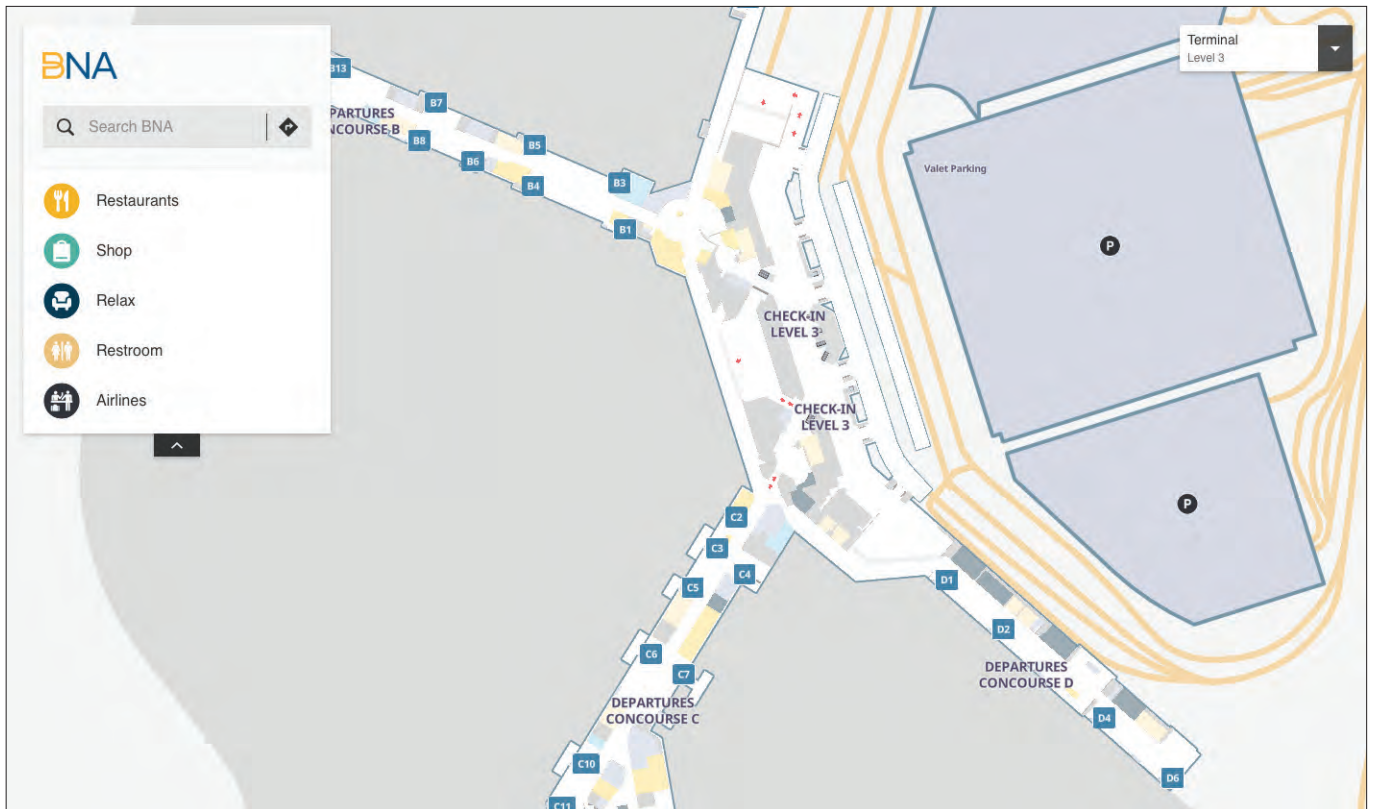 BNA
Search BNA
Restaurants
Shop
Relax
Restroom
Airlines
Terminal
Level 3
B13
B7
PARTURES
NCOURSE B
B8
B5
B6
B4
B3
B1
Valet Parking
P
CHECK-IN
LEVEL 3
CHECK-IN
LEVEL 3
P
C2
C3
C4
C5
C6
C7
DEPARTURES
CONCOURSE C
C10
C11
D1
D2
DEPARTURES
CONCOURSE D
D4
D6